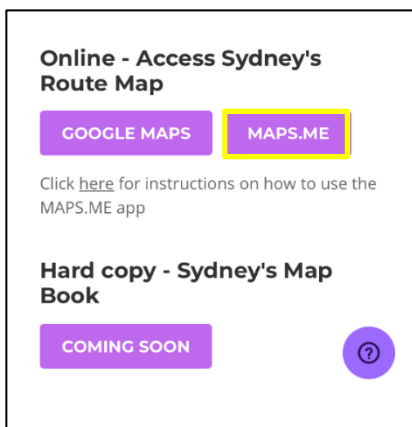 Online - Access Sydney's
Route Map
GOOGLE MAPS MAPS.ME
Click here for instructions on how to use the
MAPS.ME app
Hard copy - Sydney's Map
Book
COMING SOON
?